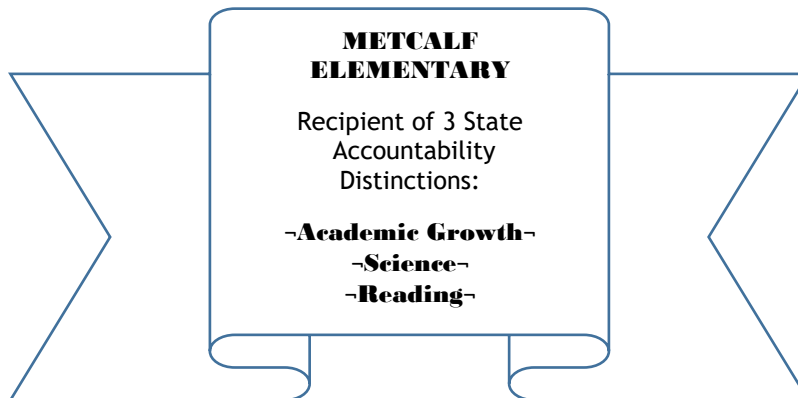 METCALF
ELEMENTARY
Recipient of 3 State
Accountability
Distinctions:
¬Academic Growth¬
¬Science¬
¬Reading¬